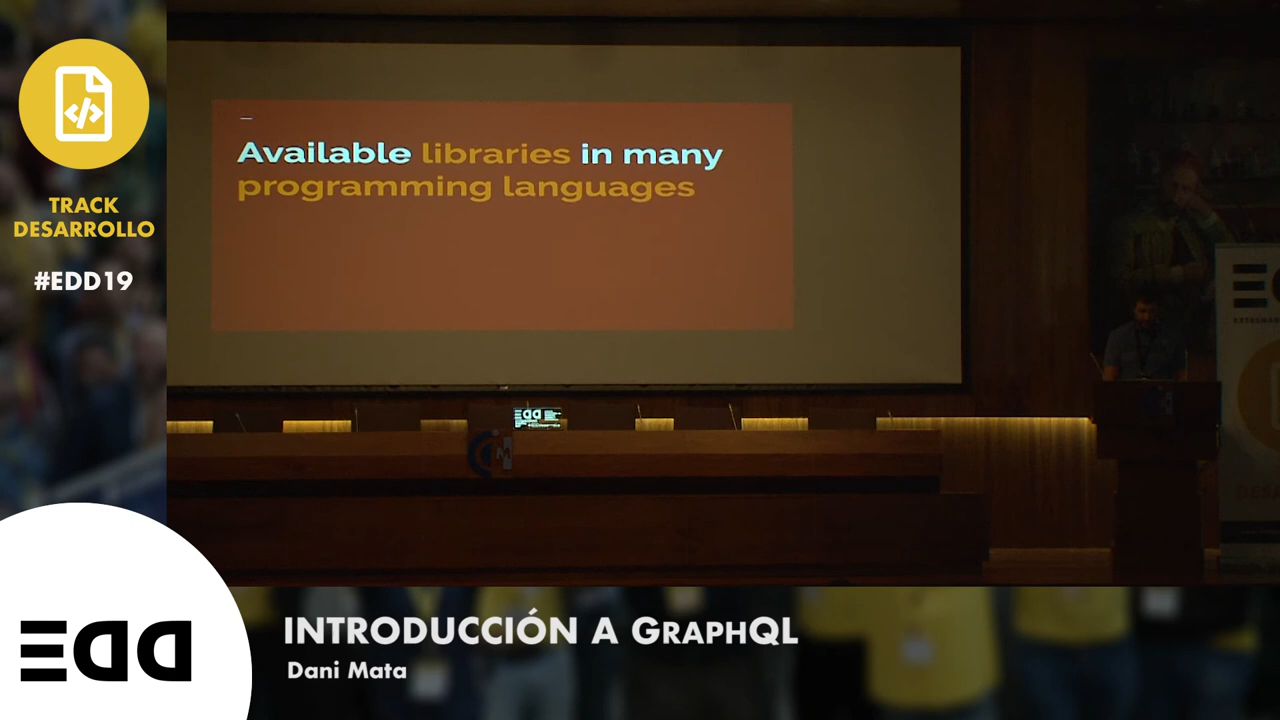 TRACK
DESARROLLO
#EDD19
Available libraries in many
programming languages
EDD
INTRODUCCIÓN A GRAPHQL
Dani Mata